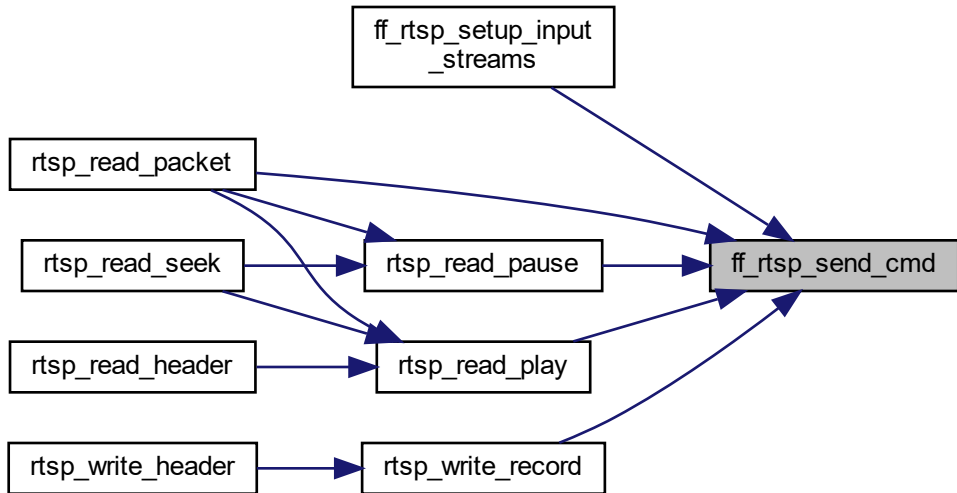 ff_rtsp_setup_input
_streams
rtsp_read_packet
rtsp_read_seek
rtsp_read_pause
ff_rtsp_send_cmd
rtsp_read_header
rtsp_read_play
rtsp_write_header
rtsp_write_record